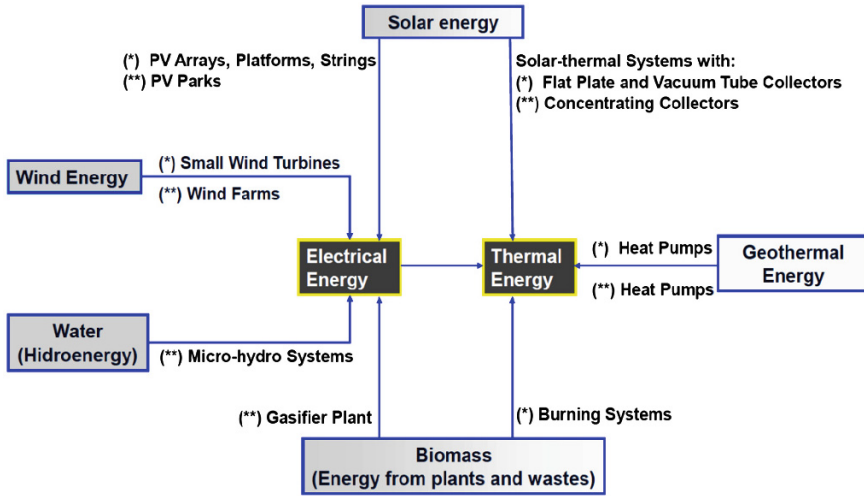 Solar energy
(*) PV Arrays, Platforms, Strings
(**) PV Parks
Solar-thermal Systems with:
(*) Flat Plate and Vacuum Tube Collectors
(**) Concentrating Collectors
Wind Energy
(*) Small Wind Turbines
(**) Wind Farms
Electrical
Energy
Thermal
Energy
(*) Heat Pumps
(**) Heat Pumps
Geothermal
Energy
Water
(Hidroenergy)
(**) Micro-hydro Systems
(**) Gasifier Plant
(*) Burning Systems
Biomass
(Energy from plants and wastes)